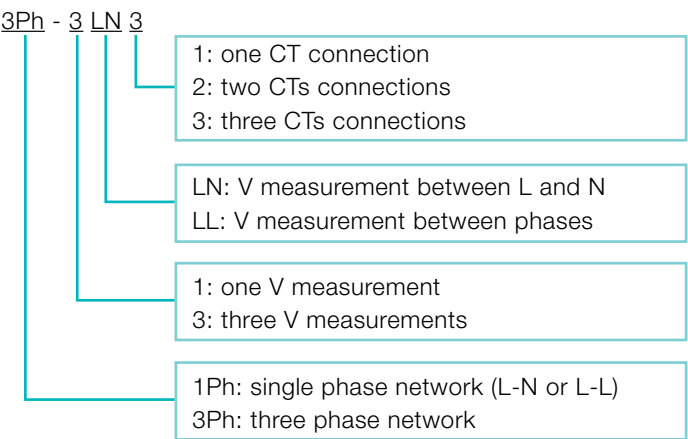 3Ph - 3 LN 3
1: one CT connection
2: two CTs connections
3: three CTs connections
LN: V measurement between L and N
LL: V measurement between phases
1: one V measurement
3: three V measurements
1Ph: single phase network (L-N or L-L)
3Ph: three phase network